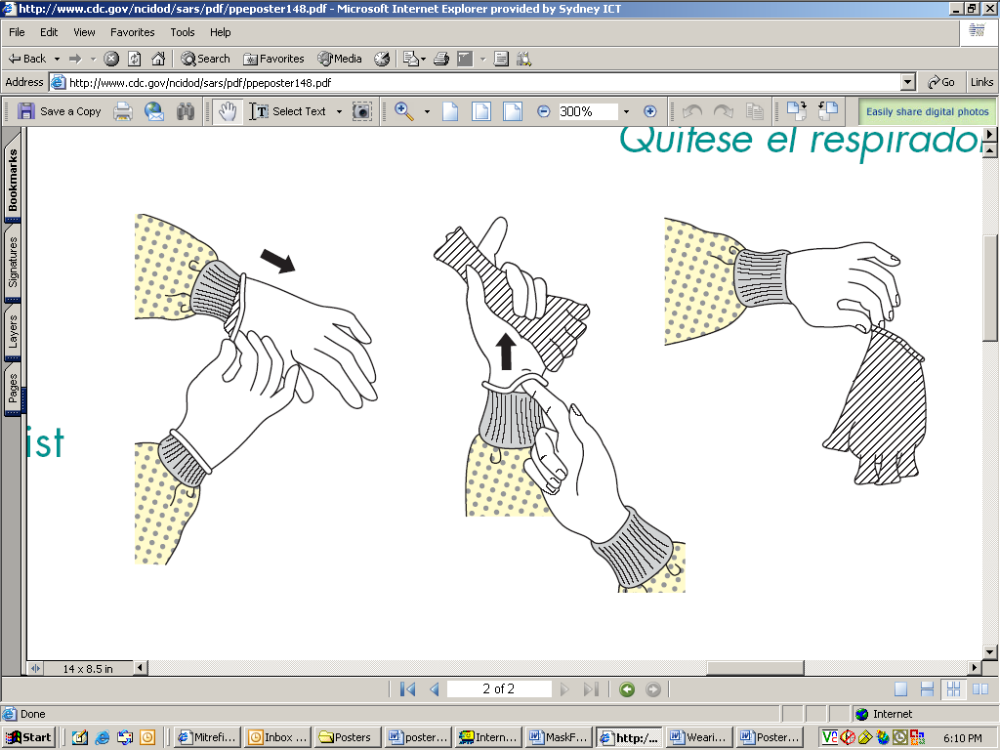 http://www.cdc.gov/ncidod/sars/pdf/ppeposter148.pdf - Microsoft Internet Explorer provided by Sydney ICT
File Edit View Favorites Tools Help
Back Search Favorites Media
Address http://www.cdc.gov/ncidod/sars/pdf/ppeposter148.pdf Go Links
Save a Copy Select Text 300% Easily share digital photos
Quítese el respirador
Bookmarks
Signatures
Layers
Pages
ist
14 x 8.5 in
2 of 2
Done Internet
Start Mitrefi... Inbox ... Posters poster... Intern... MaskF... http:/... Weari... Poster... 6:10 PM